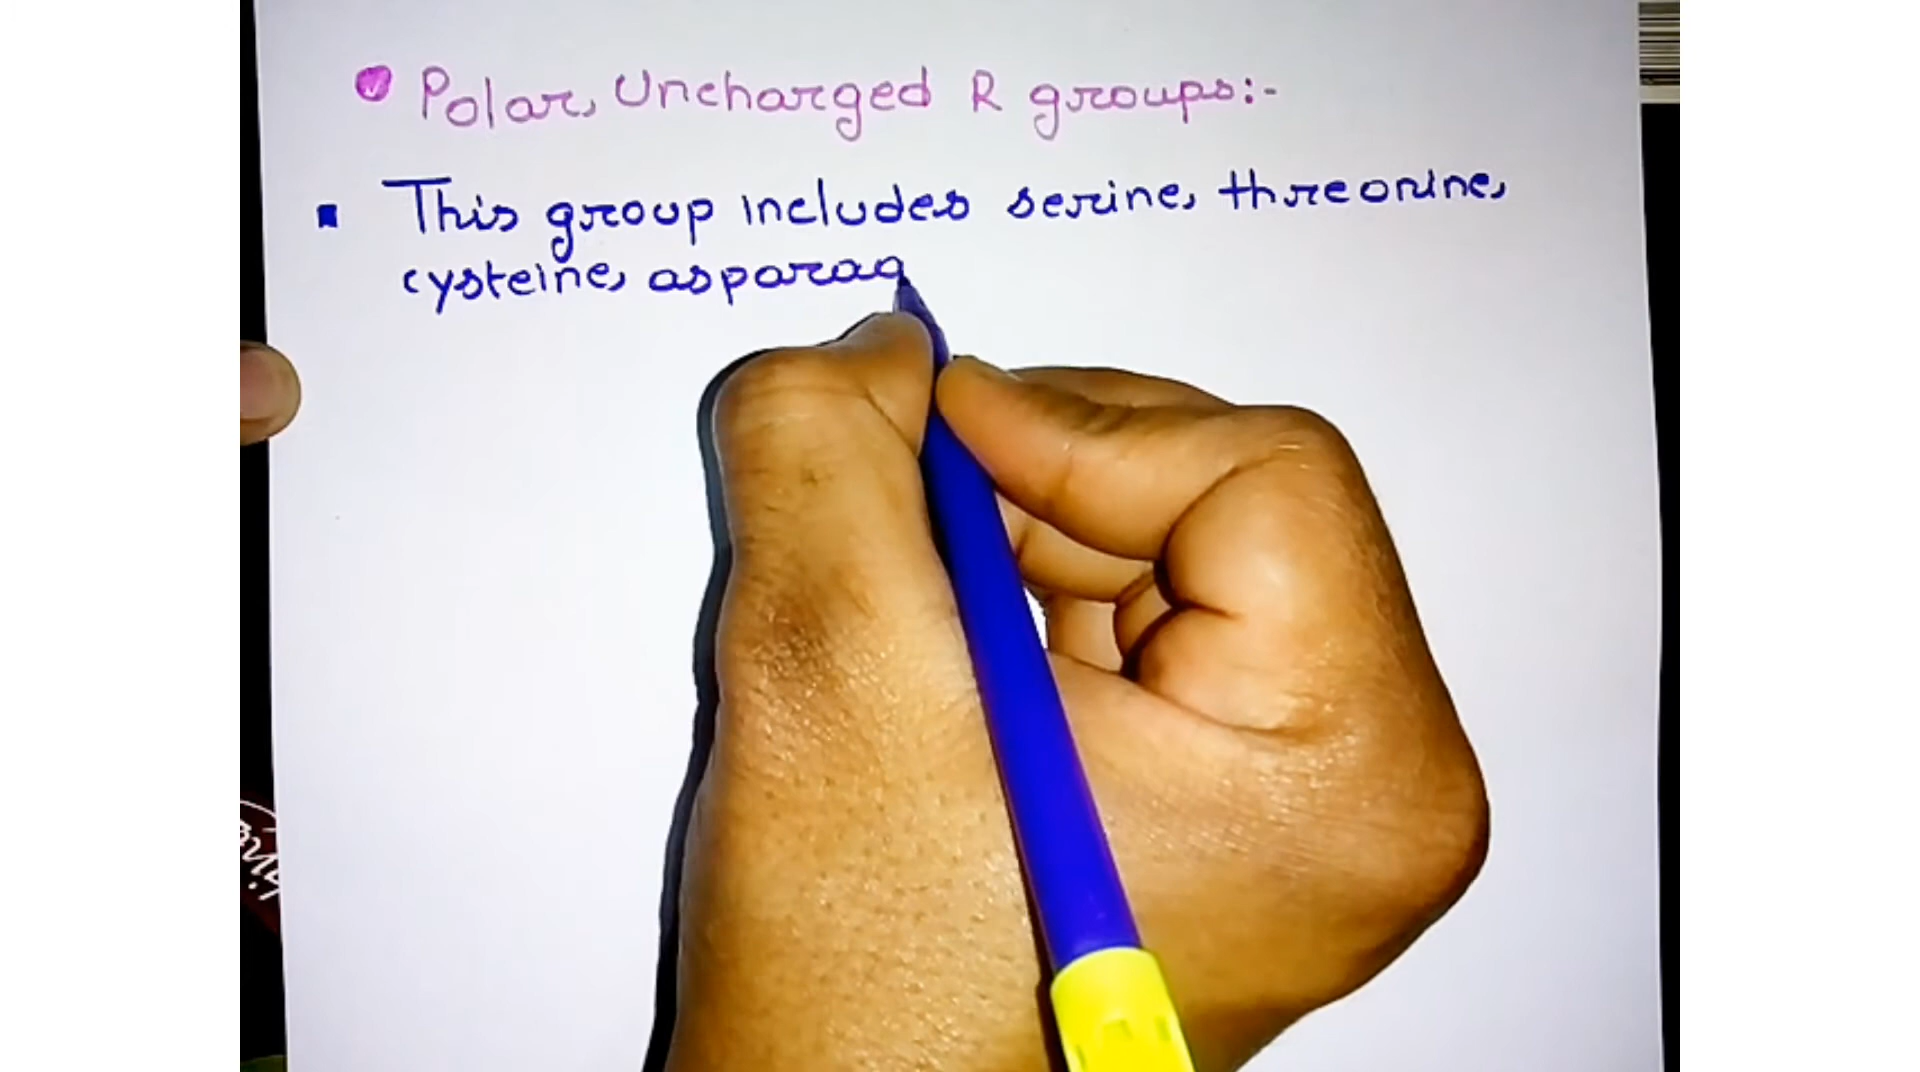 Polar, Uncharged R groups:-
This group includes serine, threonine,
cysteine, asparag